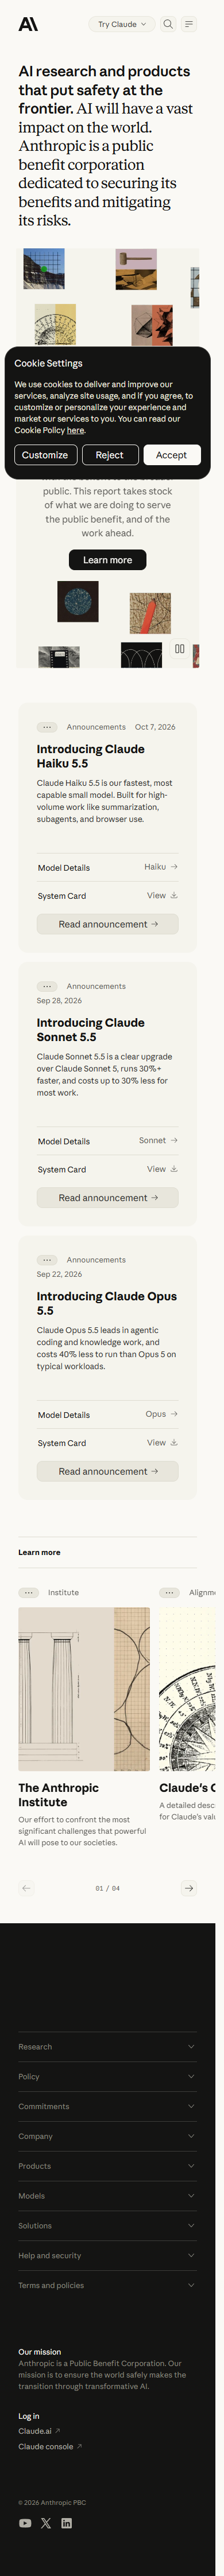 Try Claude
AI research and products
that put safety at the
frontier. AI will have a vast
impact on the world.
Anthropic is a public
benefit corporation
dedicated to securing its
benefits and mitigating
its risks.
Cookie Settings
We use cookies to deliver and improve our
services, analyze site usage, and if you agree, to
customize or personalize your experience and
market our services to you. You can read our
Cookie Policy here.
Customize
Reject
Accept
public. This report takes stock
of what we are doing to serve
the public benefit, and of the
work ahead.
Learn more
Announcements
Oct 7, 2026
Introducing Claude
Haiku 5.5
Claude Haiku 5.5 is our fastest, most
capable small model. Built for high-
volume work like summarization,
subagents, and browser use.
Model Details
Haiku
System Card
View
Read announcement
Announcements
Sep 28, 2026
Introducing Claude
Sonnet 5.5
Claude Sonnet 5.5 is a clear upgrade
over Claude Sonnet 5, runs 30%+
faster, and costs up to 30% less for
most work.
Model Details
Sonnet
System Card
View
Read announcement
Announcements
Sep 22, 2026
Introducing Claude Opus
5.5
Claude Opus 5.5 leads in agentic
coding and knowledge work, and
costs 40% less to run than Opus 5 on
typical workloads.
Model Details
Opus
System Card
View
Read announcement
Learn more
Institute
The Anthropic
Institute
Our effort to confront the most
significant challenges that powerful
AI will pose to our societies.
Claude's
A detailed
for Claude's
01 / 04
Research
Policy
Commitments
Company
Products
Models
Solutions
Help and security
Terms and policies
Our mission
Anthropic is a Public Benefit Corporation. Our
mission is to ensure the world safely makes the
transition through transformative AI.
Log in
Claude.ai
Claude console
© 2026 Anthropic PBC